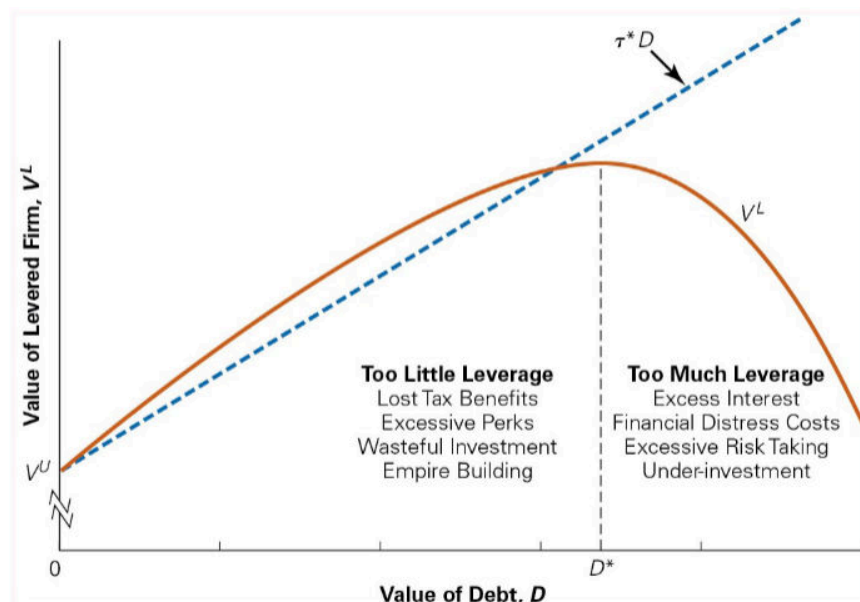 τ*D
Value of Levered Firm, V^L
V^L
Too Little Leverage
Lost Tax Benefits
Excessive Perks
Wasteful Investment
Empire Building
Too Much Leverage
Excess Interest
Financial Distress Costs
Excessive Risk Taking
Under-investment
V^U
0
D*
Value of Debt, D